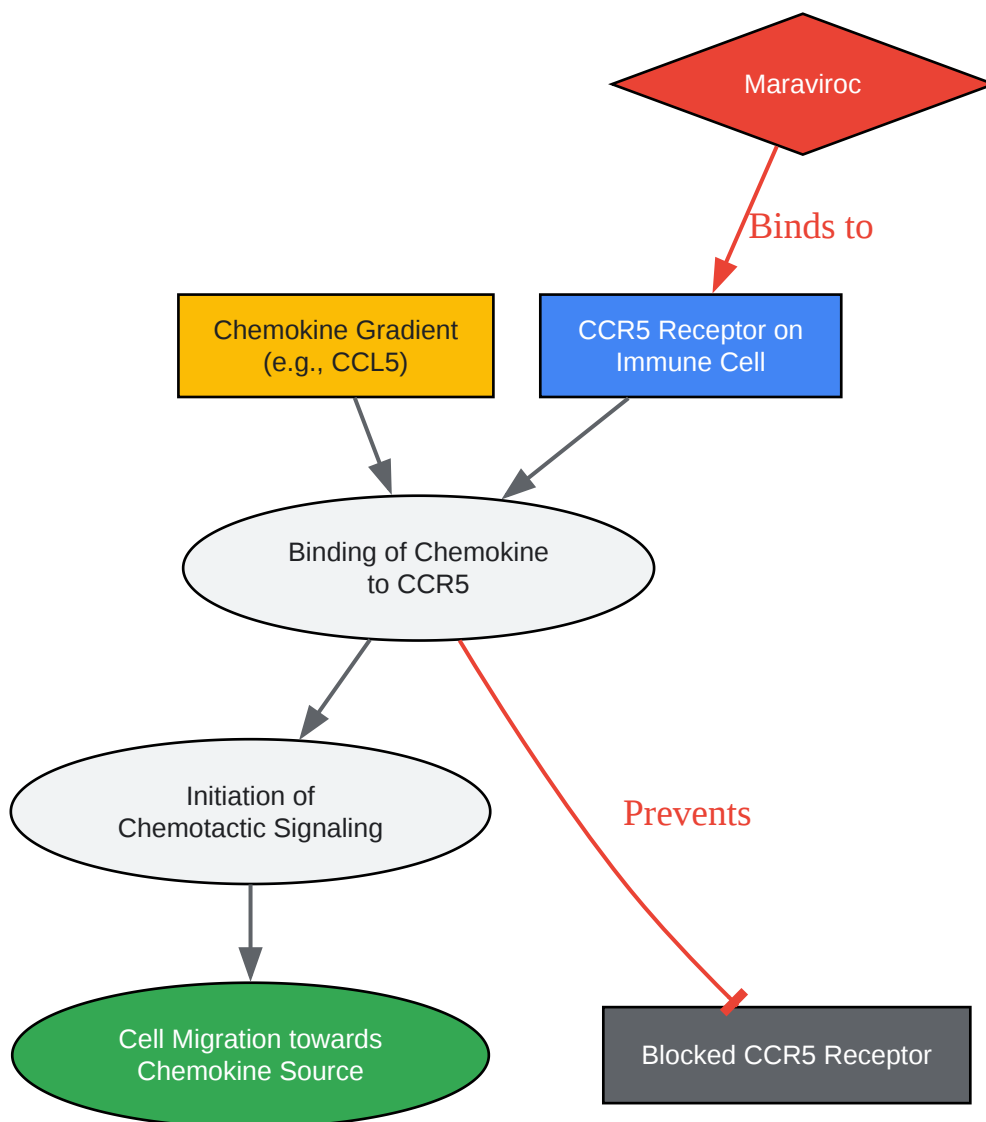 Maraviroc
Binds to
Chemokine Gradient
(e.g., CCL5)
CCR5 Receptor on
Immune Cell
Binding of Chemokine
to CCR5
Initiation of
Chemotactic Signaling
Prevents
Cell Migration towards
Chemokine Source
Blocked CCR5 Receptor